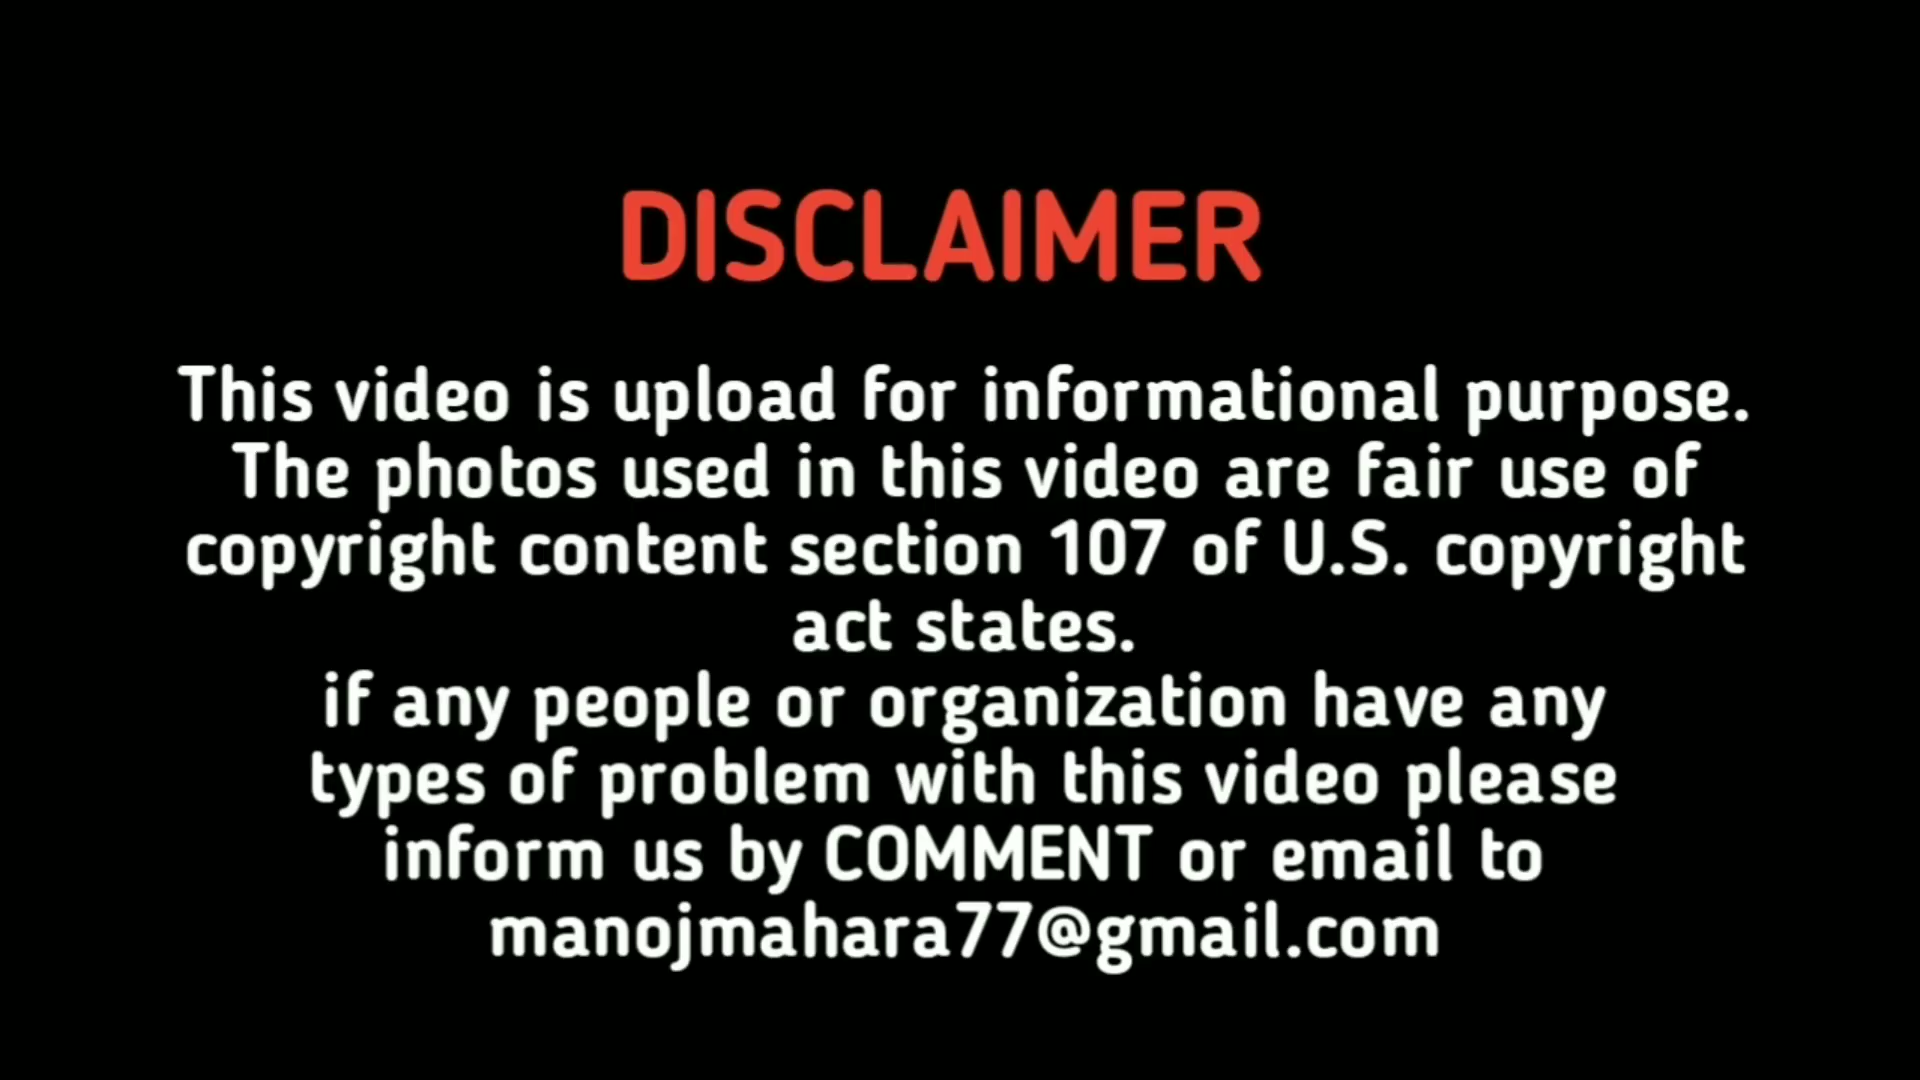 DISCLAIMER
This video is upload for informational purpose.
The photos used in this video are fair use of
copyright content section 107 of U.S. copyright
act states.
if any people or organization have any
types of problem with this video please
inform us by COMMENT or email to
manojmahara77@gmail.com